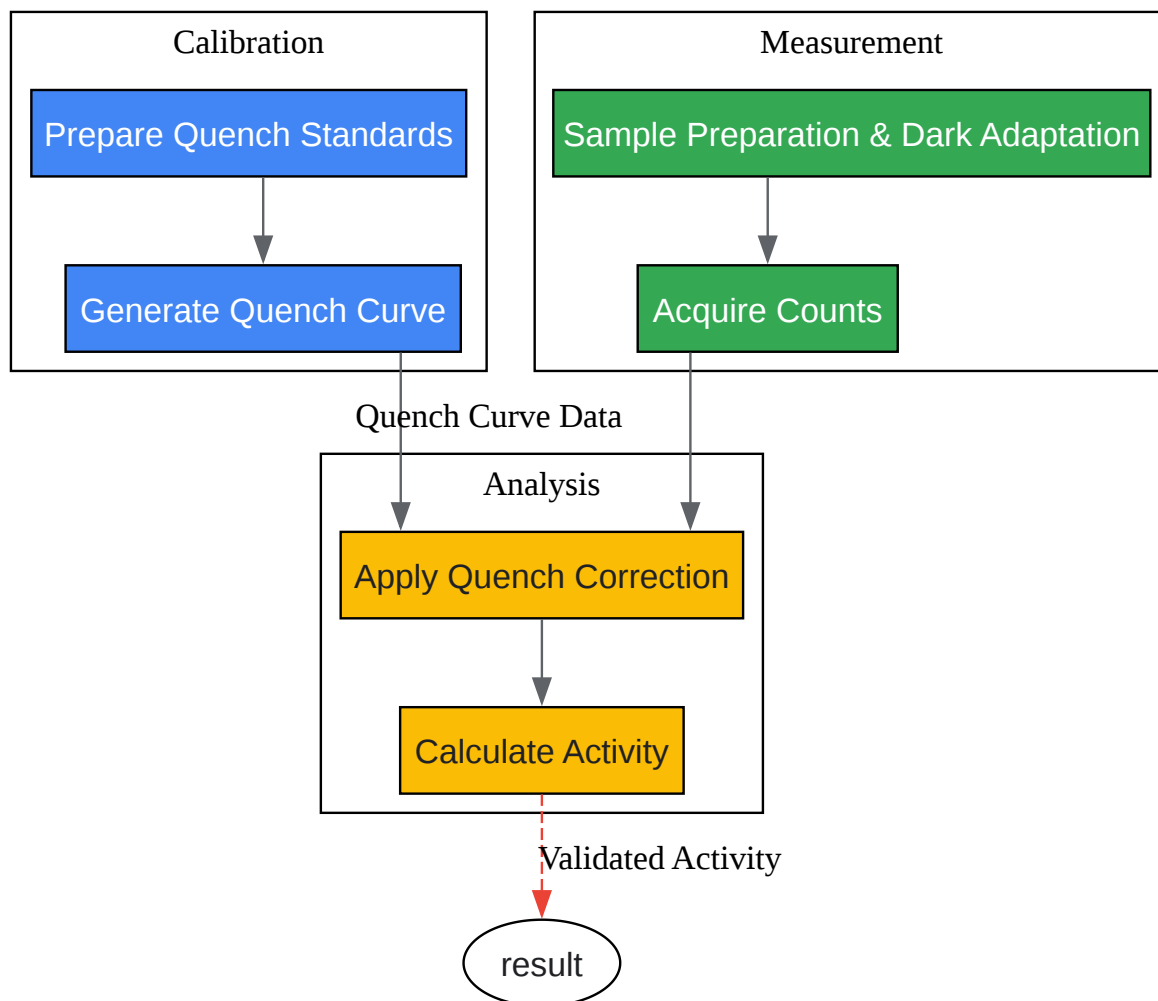 Calibration
Prepare Quench Standards
Generate Quench Curve
Measurement
Sample Preparation & Dark Adaptation
Acquire Counts
Quench Curve Data
Analysis
Apply Quench Correction
Calculate Activity
Validated Activity
result